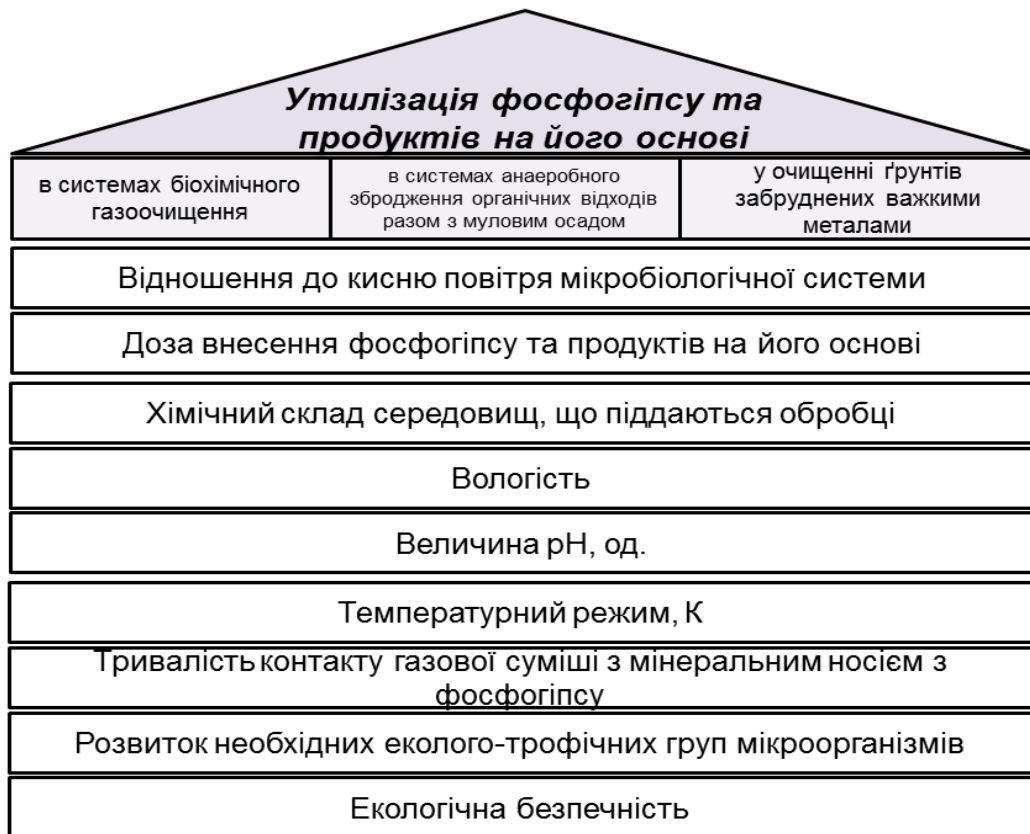 Утилізація фосфогіпсу та
продуктів на його основі
в системах біохімічного
газоочищення
в системах анаеробного
збродження органічних відходів
разом з муловим осадом
у очищенні ґрунтів
забруднених важкими
металами
Відношення до кисню повітря мікробіологічної системи
Доза внесення фосфогіпсу та продуктів на його основі
Хімічний склад середовищ, що піддаються обробці
Вологість
Величина pH, од.
Температурний режим, К
Тривалість контакту газової суміші з мінеральним носієм з
фосфогіпсу
Розвиток необхідних еколого-трофічних груп мікроорганізмів
Екологічна безпечність